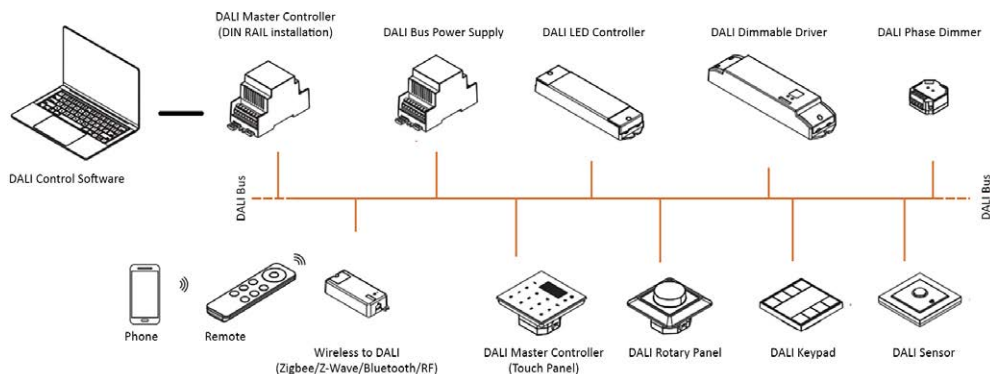 DALI Master Controller
(DIN RAIL installation)
DALI Bus Power Supply
DALI LED Controller
DALI Dimmable Driver
DALI Phase Dimmer
DALI Control Software
DALI Bus
DALI Bus
Phone
Remote
Wireless to DALI
(Zigbee/Z-Wave/Bluetooth/RF)
DALI Master Controller
(Touch Panel)
DALI Rotary Panel
DALI Keypad
DALI Sensor